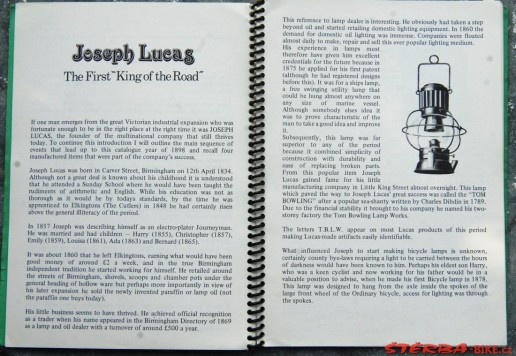 Joseph Lucas
The First "King of the Road"
If one man emerges from the great Victorian industrial expansion who was
fortunate enough to be in the right place at the right time it was JOSEPH
LUCAS, the founder of the multinational company that still thrives
today. To continue this introduction I will outline the main sequence of
events that lead up to this catalogue year of 1898 and recall four
manufactured items that were part of the company's success.
Joseph Lucas was born in Carver Street, Birmingham on 12th April 1834.
Although not a great deal is known about his childhood it is understood
that he attended a Sunday School where he would have been taught the
rudiments of arithmetic and English. While his education was not as
thorough as it would be by todays standards, by the time he was
apprenticed to Elkingtons (The Cutlers) in 1848 he had certainly risen
above the general illiteracy of the period.
In 1857 Joseph was describing himself as an electro-plater Journeyman.
He was married and had children – Harry (1855), Christopher (1857),
Emily (1859), Louisa (1861), Ada (1863) and Bernard (1865).
It was about 1860 that he left Elkingtons, earning what would have been
good money of around £2 a week, and in the true Birmingham
independent tradition he started working for himself. He retailed around
the streets of Birmingham, shovels, scoops and chamber pots under the
general heading of hollow ware but perhaps more importantly in view of
his later expansion he sold the newly invented paraffin or lamp oil (not
the paraffin one buys today).
His little business seems to have thrived. He achieved official recognition
as a trader when his name appeared in the Birmingham Directory of 1869
as a lamp and oil dealer with a turnover of around £500 a year.
This reference to lamp dealer is interesting. He obviously had taken a step
beyond oil and started retailing domestic lighting equipment. In 1860 the
demand for domestic oil lighting was immense. Companies were floated
almost daily to make, repair and sell this ever popular lighting medium.
His experience in lamps must
therefore have given him excellent
credentials for the future because in
1875 he applied for his first patent
(although he had registered designs
before this). It was for a ships lamp,
a free swinging utility lamp that
could be hung almost anywhere on
any size of marine vessel.
Although somebody elses idea it
was to prove characteristic of the
man to take a good idea and improve
it.
Subsequently, this lamp was far
superior to any of the period
because it combined simplicity of
construction with durability and
ease of replacing broken parts.
From this popular item Joseph
Lucas gained fame for his little
manufacturing company in Little King Street almost overnight. This lamp
which paved the way to Joseph Lucas' great success was called the "TOM
BOWLING" after a popular sea-shanty written by Charles Dibdin in 1789.
Due to the financial stability it brought to his company he named his two-
storey factory the Tom Bowling Lamp Works.
The letters T.B.L.W. appear on most Lucas products of this period
making Lucas-made artifacts easily identifiable.
What influenced Joseph to start making bicycle lamps is unknown,
certainly county bye-laws requiring a light to be carried between the hours
of darkness would have been known to him. Perhaps his eldest son Harry,
who was a keen cyclist and now working for his father would be in a
valuable position to advise, when he made his first Bicycle lamp in 1878.
This lamp was designed to hang from the axle inside the spokes of the
large front wheel of the Ordinary bicycle, access for lighting was through
the spokes.
STERBA-BIKE.cz